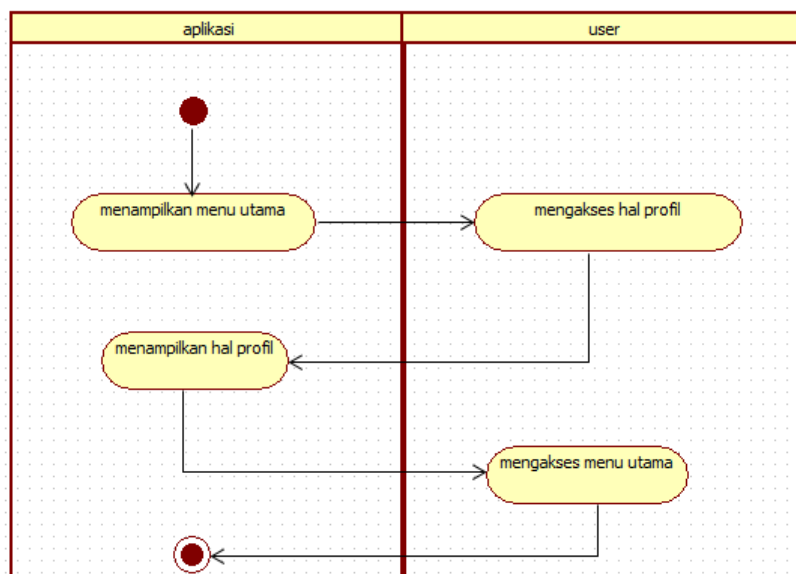 aplikasi
user
menampilkan menu utama
mengakses hal profil
menampilkan hal profil
mengakses menu utama